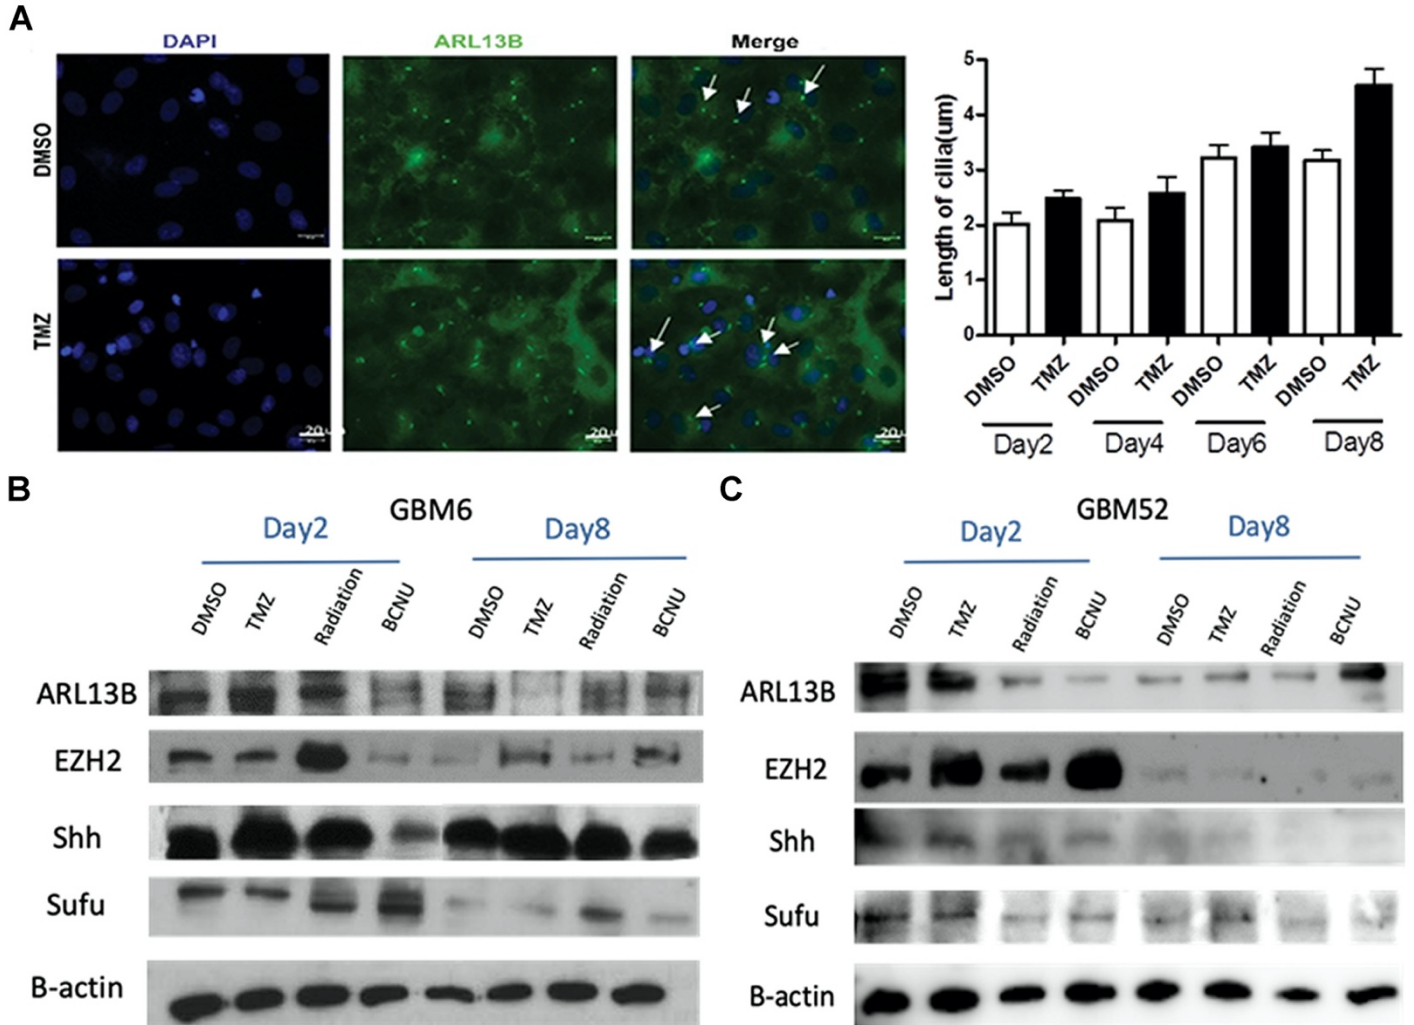 A
DAPI
ARL13B
Merge
DMSO
TMZ
20
20
20
Length of cilia(um)
5
4
3
2
1
0
DMSO
TMZ
DMSO
TMZ
DMSO
TMZ
DMSO
TMZ
Day2
Day4
Day6
Day8
B
GBM6
Day2
Day8
DMSO
TMZ
Radiation
BCNU
DMSO
TMZ
Radiation
BCNU
ARL13B
EZH2
Shh
Sufu
B-actin
C
GBM52
Day2
Day8
DMSO
TMZ
Radiation
BCNU
DMSO
TMZ
Radiation
BCNU
ARL13B
EZH2
Shh
Sufu
B-actin